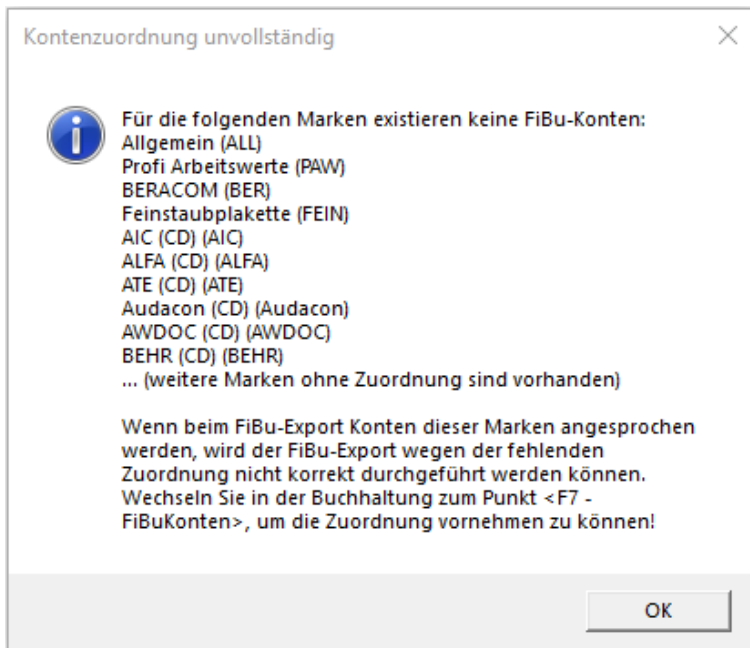 Kontenzuordnung unvollständig
Für die folgenden Marken existieren keine FiBu-Konten:
Allgemein (ALL)
Profi Arbeitswerte (PAW)
BERACOM (BER)
Feinstaubplakette (FEIN)
AIC (CD) (AIC)
ALFA (CD) (ALFA)
ATE (CD) (ATE)
Audacon (CD) (Audacon)
AWDOC (CD) (AWDOC)
BEHR (CD) (BEHR)
... (weitere Marken ohne Zuordnung sind vorhanden)
Wenn beim FiBu-Export Konten dieser Marken angesprochen
werden, wird der FiBu-Export wegen der fehlenden
Zuordnung nicht korrekt durchgeführt werden können.
Wechseln Sie in der Buchhaltung zum Punkt <F7 -
FiBuKonten>, um die Zuordnung vornehmen zu können!
OK